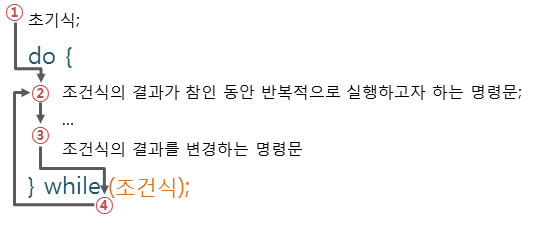 ① 초기식;
do {
② 조건식의 결과가 참인 동안 반복적으로 실행하고자 하는 명령문;
...
③
조건식의 결과를 변경하는 명령문
} while (조건식);
④